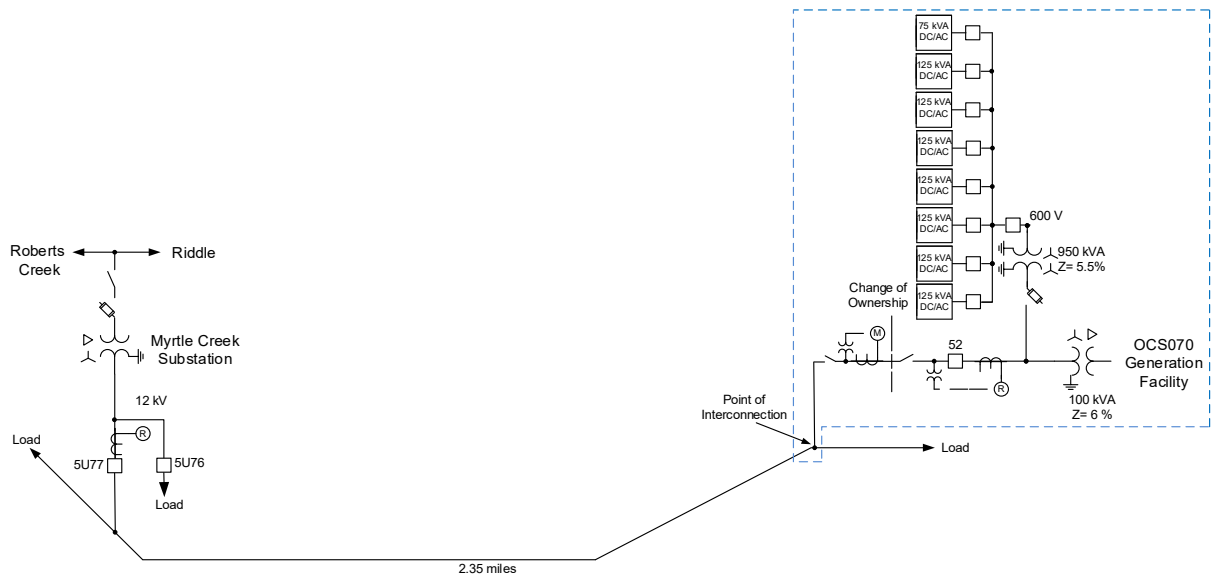 75 kVA
DC/AC
125 kVA
DC/AC
125 kVA
DC/AC
125 kVA
DC/AC
125 kVA
DC/AC
125 kVA
DC/AC
125 kVA
DC/AC
125 kVA
DC/AC
600 V
950 kVA
Z= 5.5%
Roberts
Creek
Riddle
Change of
Ownership
Myrtle Creek
Substation
M
52
R
OCS070
Generation
Facility
100 kVA
Z= 6 %
12 kV
Point of
Interconnection
Load
R
5U77
5U76
Load
Load
2.35 miles